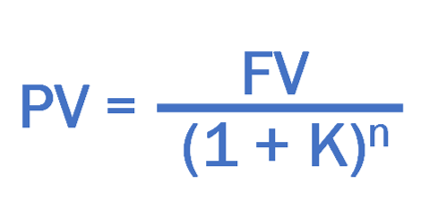 PV = FV
(1 + K)ⁿ